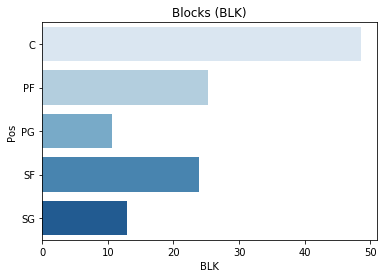 Blocks (BLK)
C
PF
PG
SF
SG
Pos
0 10 20 30 40 50
BLK